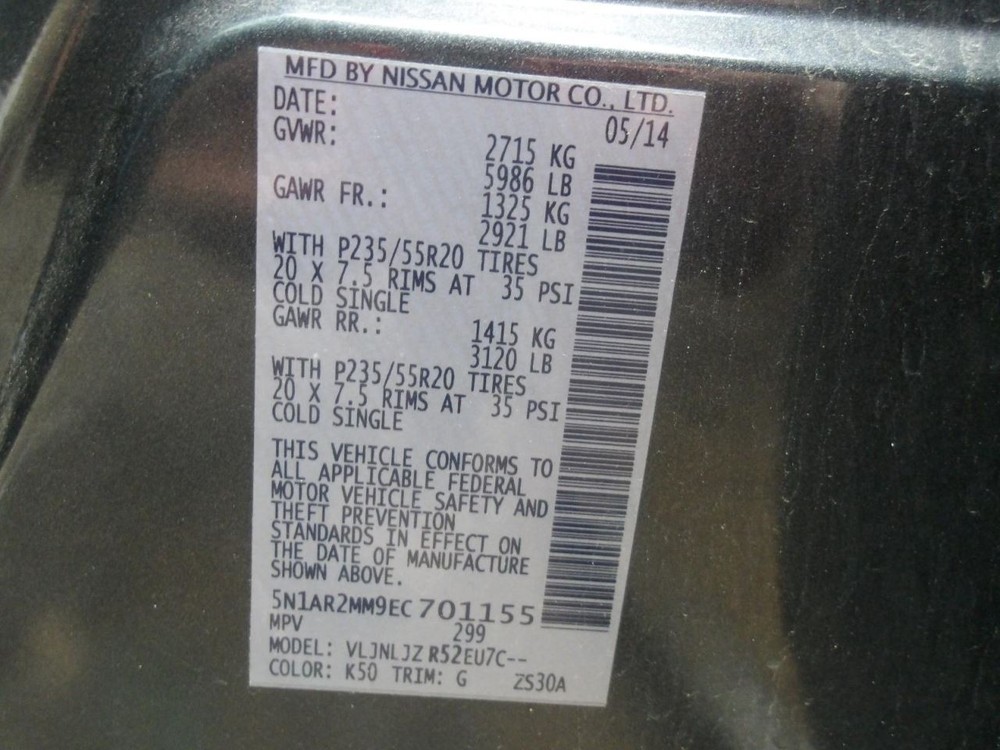 MFD BY NISSAN MOTOR CO., LTD.
DATE: 05/14
GVWR: 2715 KG
5986 LB
GAWR FR.: 1325 KG
2921 LB
WITH P235/55R20 TIRES
20 X 7.5 RIMS AT 35 PSI
COLD SINGLE
GAWR RR.: 1415 KG
3120 LB
WITH P235/55R20 TIRES
20 X 7.5 RIMS AT 35 PSI
COLD SINGLE
THIS VEHICLE CONFORMS TO
ALL APPLICABLE FEDERAL
MOTOR VEHICLE SAFETY AND
THEFT PREVENTION
STANDARDS IN EFFECT ON
THE DATE OF MANUFACTURE
SHOWN ABOVE.
5N1AR2MM9EC701155
MPV 299
MODEL: VLJNLJZ R52EU7C--
COLOR: K50 TRIM: G ZS30A